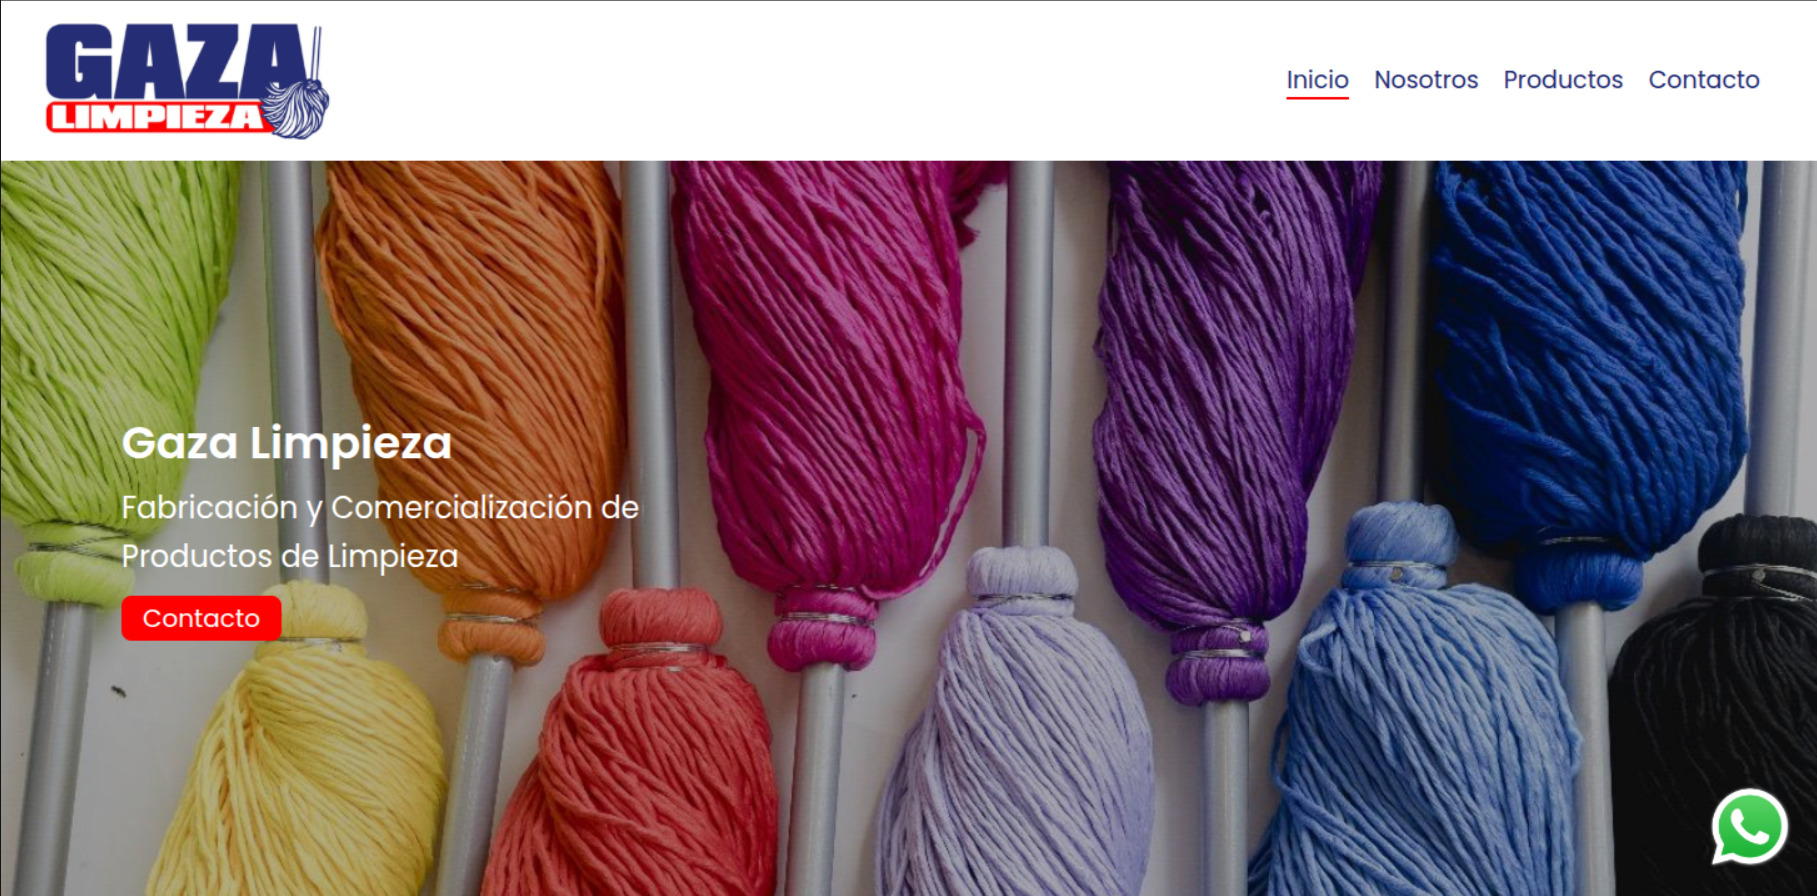 GAZA
LIMPIEZA
Inicio Nosotros Productos Contacto
Gaza Limpieza
Fabricación y Comercialización de
Productos de Limpieza
Contacto